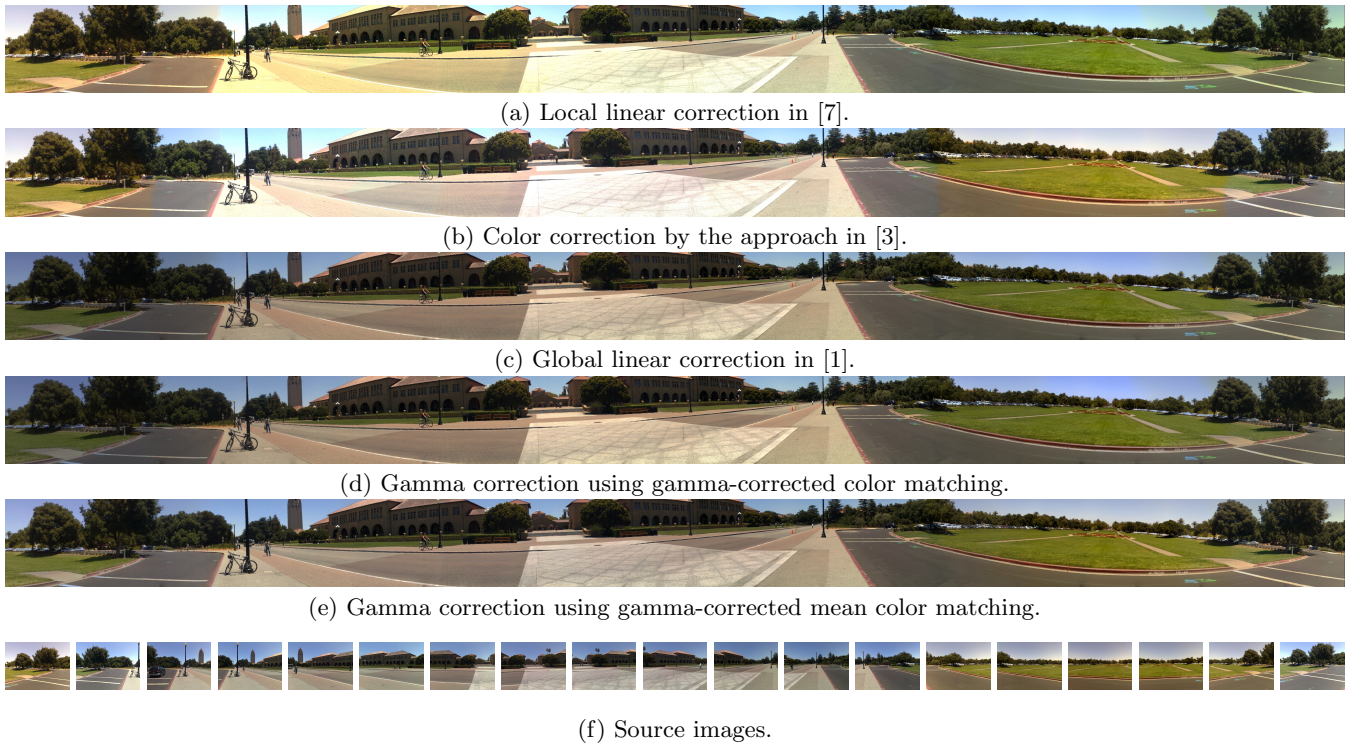 (a) Local linear correction in [7].
(b) Color correction by the approach in [3].
(c) Global linear correction in [1].
(d) Gamma correction using gamma-corrected color matching.
(e) Gamma correction using gamma-corrected mean color matching.
(f) Source images.